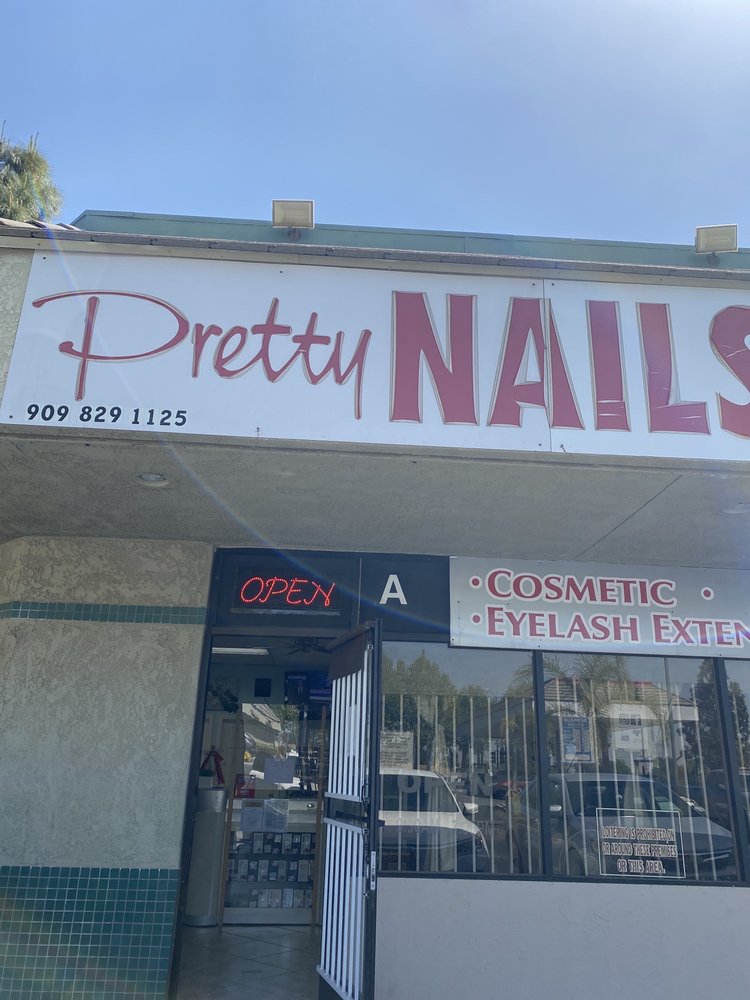 Pretty NAILS
909 829 1125
OPEN
A
• COSMETIC •
• EYELASH EXTEN
OPEN
LOITERING IS PROHIBITED ON
OR AROUND THESE PREMISES
OR THIS AREA.